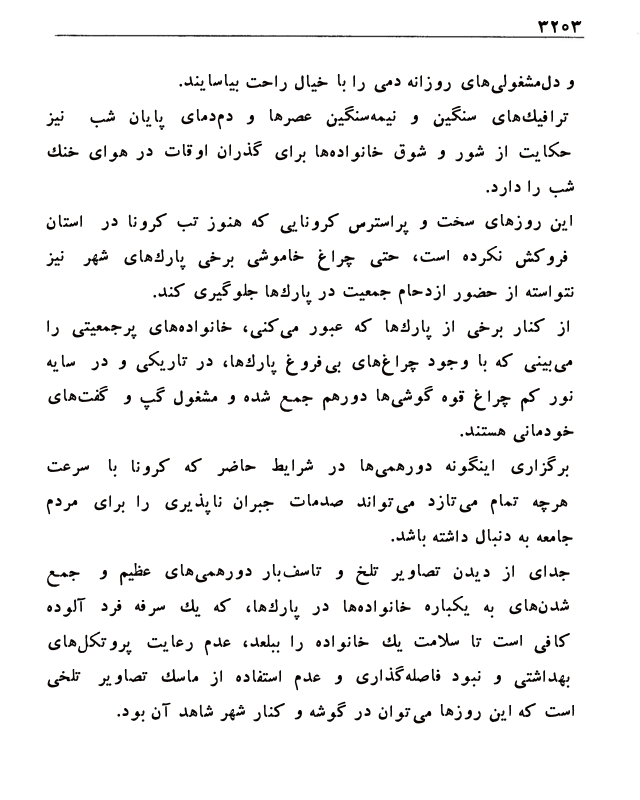 ۳۲۵۳
و دل‌مشغولی‌های روزانه دمی را با خیال راحت بیاسایند.
ترافیك‌های سنگین و نیمه‌سنگین عصرها و دم‌دمای پایان شب نیز
حکایت از شور و شوق خانواده‌ها برای گذران اوقات در هوای خنك
شب را دارد.
این روزهای سخت و پراسترس کرونایی که هنوز تب کرونا در استان
فروکش نکرده است، حتی چراغ خاموشی برخی پارك‌های شهر نیز
نتواسته از حضور ازدحام جمعیت در پارك‌ها جلوگیری کند.
از کنار برخی از پارك‌ها که عبور می‌کنی، خانواده‌های پرجمعیتی را
می‌بینی که با وجود چراغ‌های بی‌فروغ پارك‌ها، در تاریکی و در سایه
نور کم چراغ قوه گوشی‌ها دورهم جمع شده و مشغول گپ و گفت‌های
خودمانی هستند.
برگزاری اینگونه دورهمی‌ها در شرایط حاضر که کرونا با سرعت
هرچه تمام می‌تازد می‌تواند صدمات جبران ناپذیری را برای مردم
جامعه به دنبال داشته باشد.
جدای از دیدن تصاویر تلخ و تاسف‌بار دورهمی‌های عظیم و جمع
شدن‌های به یکباره خانواده‌ها در پارك‌ها، که یك سرفه فرد آلوده
کافی است تا سلامت یك خانواده را ببلعد، عدم رعایت پروتکل‌های
بهداشتی و نبود فاصله‌گذاری و عدم استفاده از ماسك تصاویر تلخی
است که این روزها می‌توان در گوشه و کنار شهر شاهد آن بود.